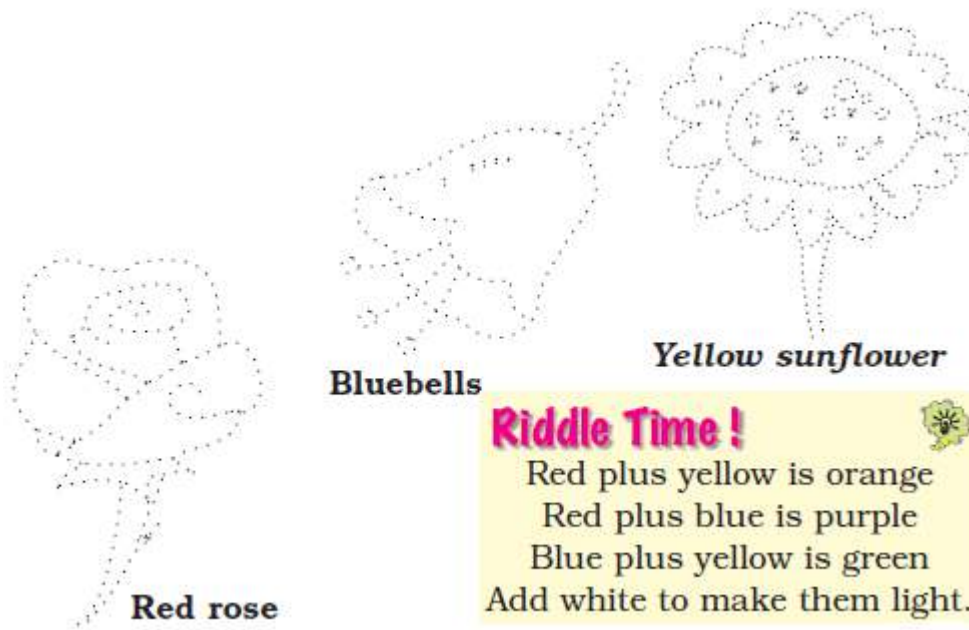 Yellow sunflower
Bluebells
Riddle Time !
Red plus yellow is orange
Red plus blue is purple
Blue plus yellow is green
Add white to make them light.
Red rose